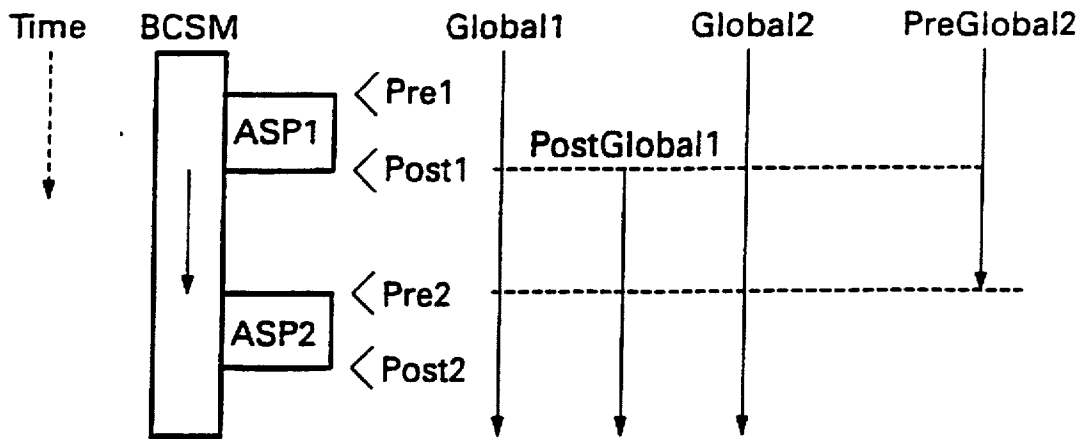 Time BCSM Global1 Global2 PreGlobal2
Pre1
ASP1
PostGlobal1
Post1
Pre2
ASP2
Post2